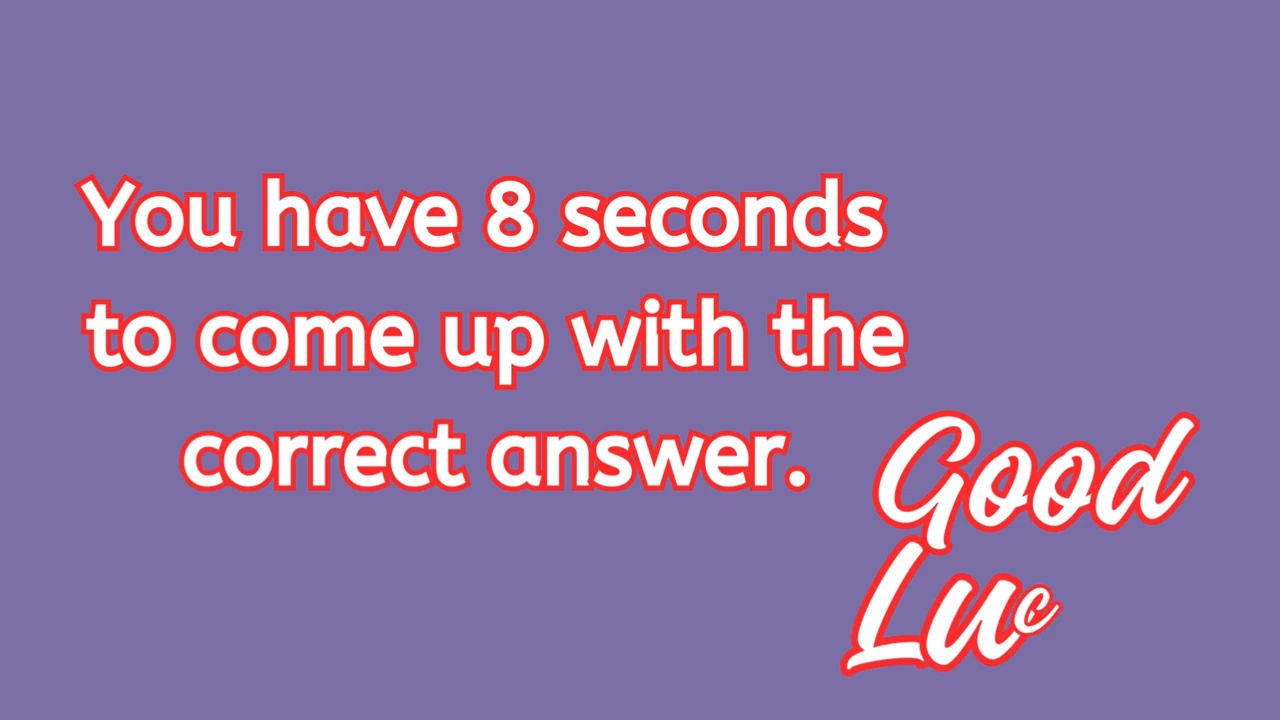 You have 8 seconds
to come up with the
correct answer.
Good
Luc